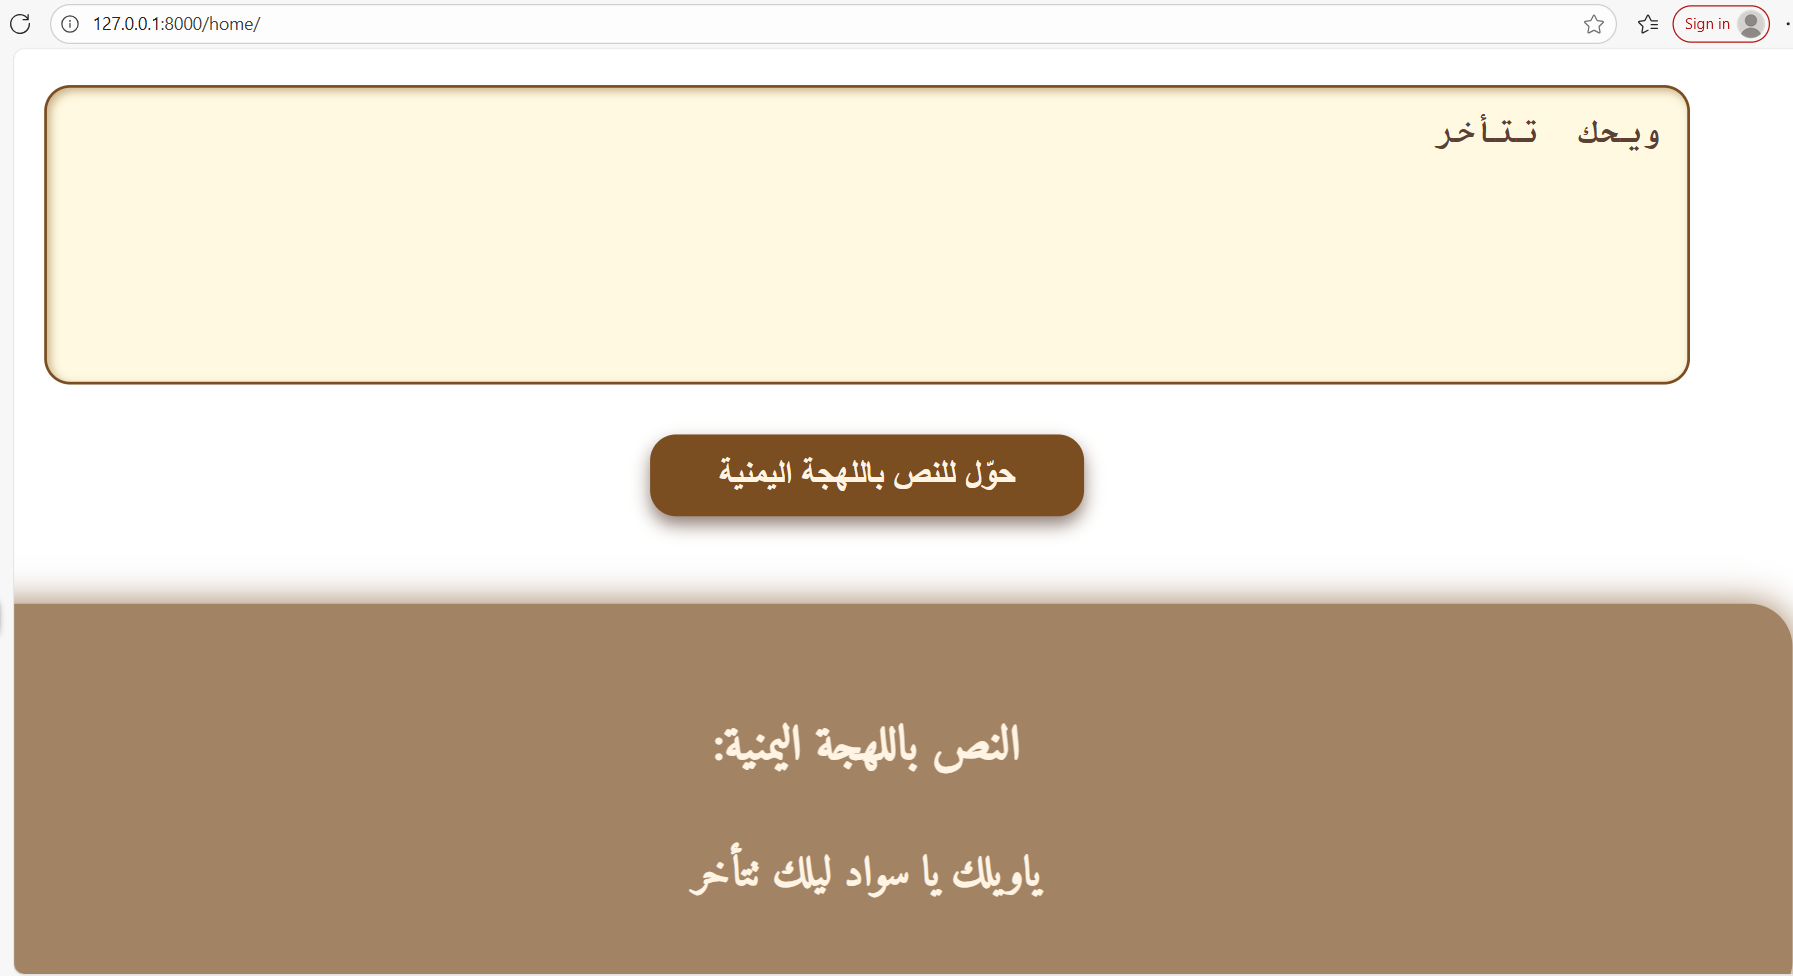 127.0.0.1:8000/home/
Sign in
ويحك تتأخر
حوّل للنص باللهجة اليمنية
النص باللهجة اليمنية:
ياويلك يا سواد ليلك تتأخر